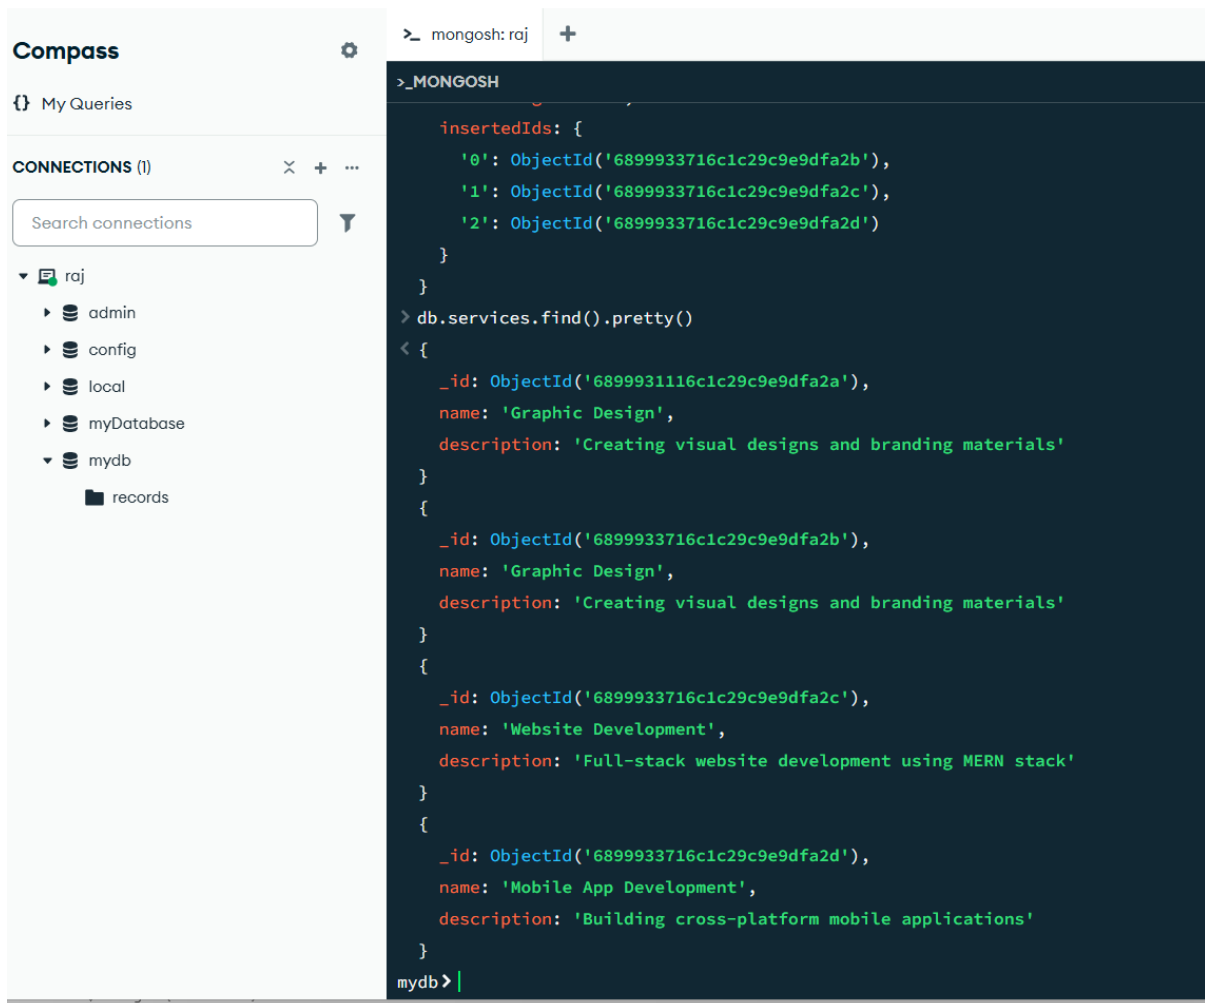 Compass
{} My Queries
CONNECTIONS (1)
Search connections
raj
admin
config
local
myDatabase
mydb
records
>_ mongosh: raj
>_MONGOSH
insertedIds: {
'0': ObjectId('6899933716c1c29c9e9dfa2b'),
'1': ObjectId('6899933716c1c29c9e9dfa2c'),
'2': ObjectId('6899933716c1c29c9e9dfa2d')
}
}
> db.services.find().pretty()
< {
_id: ObjectId('6899931116c1c29c9e9dfa2a'),
name: 'Graphic Design',
description: 'Creating visual designs and branding materials'
}
{
_id: ObjectId('6899933716c1c29c9e9dfa2b'),
name: 'Graphic Design',
description: 'Creating visual designs and branding materials'
}
{
_id: ObjectId('6899933716c1c29c9e9dfa2c'),
name: 'Website Development',
description: 'Full-stack website development using MERN stack'
}
{
_id: ObjectId('6899933716c1c29c9e9dfa2d'),
name: 'Mobile App Development',
description: 'Building cross-platform mobile applications'
}
mydb>